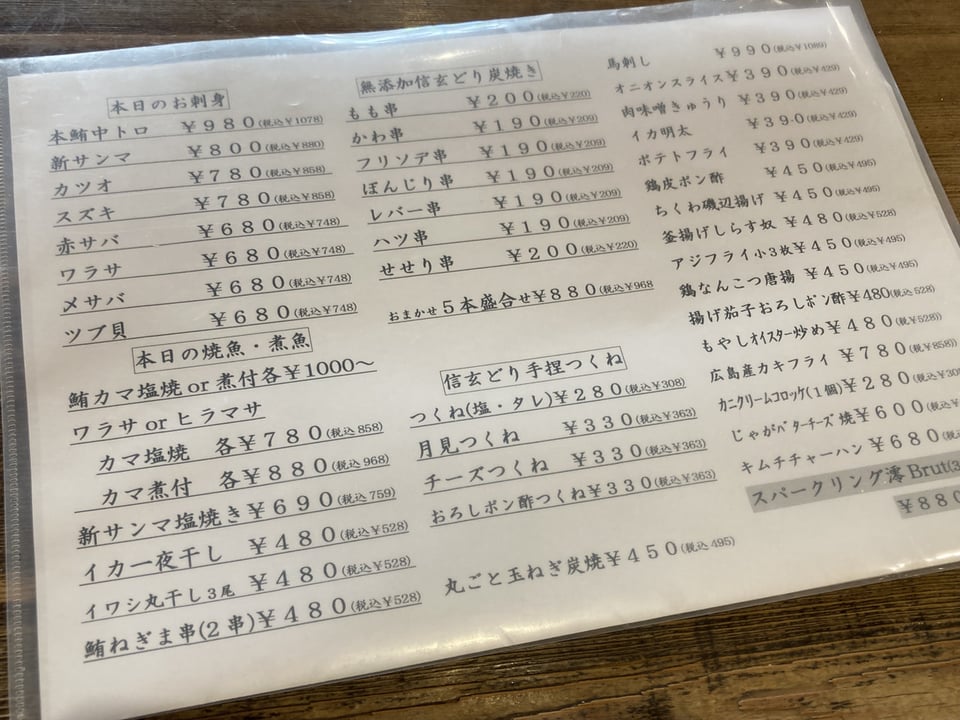 本日のお刺身
本鮪中トロ ￥980(税込￥1078)
新サンマ ￥800(税込￥880)
カツオ ￥780(税込￥858)
スズキ ￥780(税込￥858)
赤サバ ￥680(税込￥748)
ワラサ ￥680(税込￥748)
メサバ ￥680(税込￥748)
ツブ貝 ￥680(税込￥748)
本日の焼魚・煮魚
鮪カマ塩焼 or 煮付各￥1000～
ワラサ or ヒラマサ
カマ塩焼 各￥780(税込858)
カマ煮付 各￥880(税込968)
新サンマ塩焼き￥690(税込759)
イカ一夜干し ￥480(税込￥528)
イワシ丸干し3尾 ￥480(税込￥528)
鮪ねぎま串(2串)￥480(税込￥528)
無添加信玄どり炭焼き
もも串 ￥200(税込￥220)
かわ串 ￥190(税込￥209)
フリソデ串 ￥190(税込￥209)
ぼんじり串 ￥190(税込￥209)
レバー串 ￥190(税込￥209)
ハツ串 ￥190(税込￥209)
せせり串 ￥200(税込￥220)
おまかせ5本盛合せ￥880(税込￥968
信玄どり手捏つくね
つくね(塩・タレ)￥280(税込￥308)
月見つくね ￥330(税込￥363)
チーズつくね ￥330(税込￥363)
おろしポン酢つくね￥330(税込￥363)
丸ごと玉ねぎ炭焼￥450(税込495)
馬刺し ￥990(税込￥1089)
オニオンスライス￥390(税込￥429)
肉味噌きゅうり ￥390(税込￥429)
イカ明太 ￥390(税込￥429)
ポテトフライ ￥390(税込￥429)
鶏皮ポン酢 ￥450(税込￥495)
ちくわ磯辺揚げ ￥450(税込￥495)
釜揚げしらす奴 ￥480(税込￥528)
アジフライ小3枚￥450(税込￥495)
鶏なんこつ唐揚 ￥450(税込￥495)
揚げ茄子おろしポン酢￥480(税込528)
もやしオイスター炒め￥480(税込￥528))
広島産カキフライ ￥780(税込￥858))
カニクリームコロッケ(1個)￥280(税込￥
じゃがバターチーズ焼￥600(税込￥
キムチチャーハン ￥680(税込
スパークリング澪 Brut(3
￥880